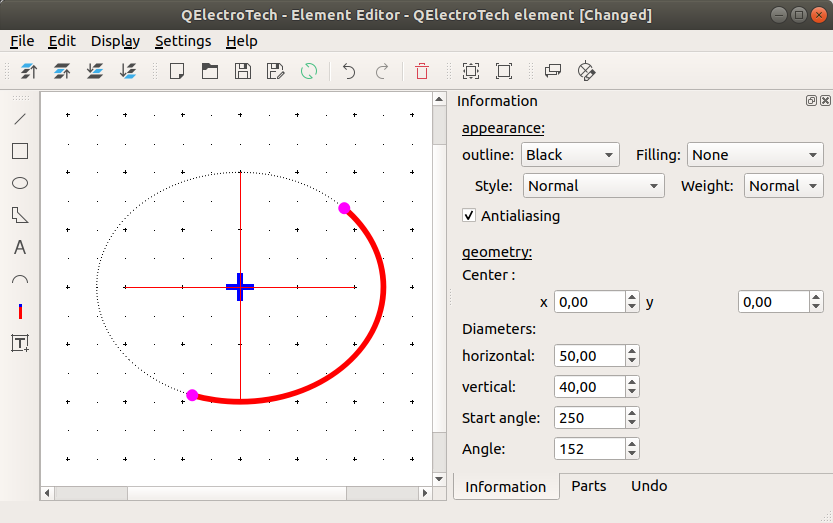 QElectroTech - Element Editor - QElectroTech element [Changed]
File Edit Display Settings Help
Information
appearance:
outline: Black Filling: None
Style: Normal Weight: Normal
Antialiasing
geometry:
Center :
x 0,00 y 0,00
Diameters:
horizontal: 50,00
vertical: 40,00
Start angle: 250
Angle: 152
Information Parts Undo
A
T